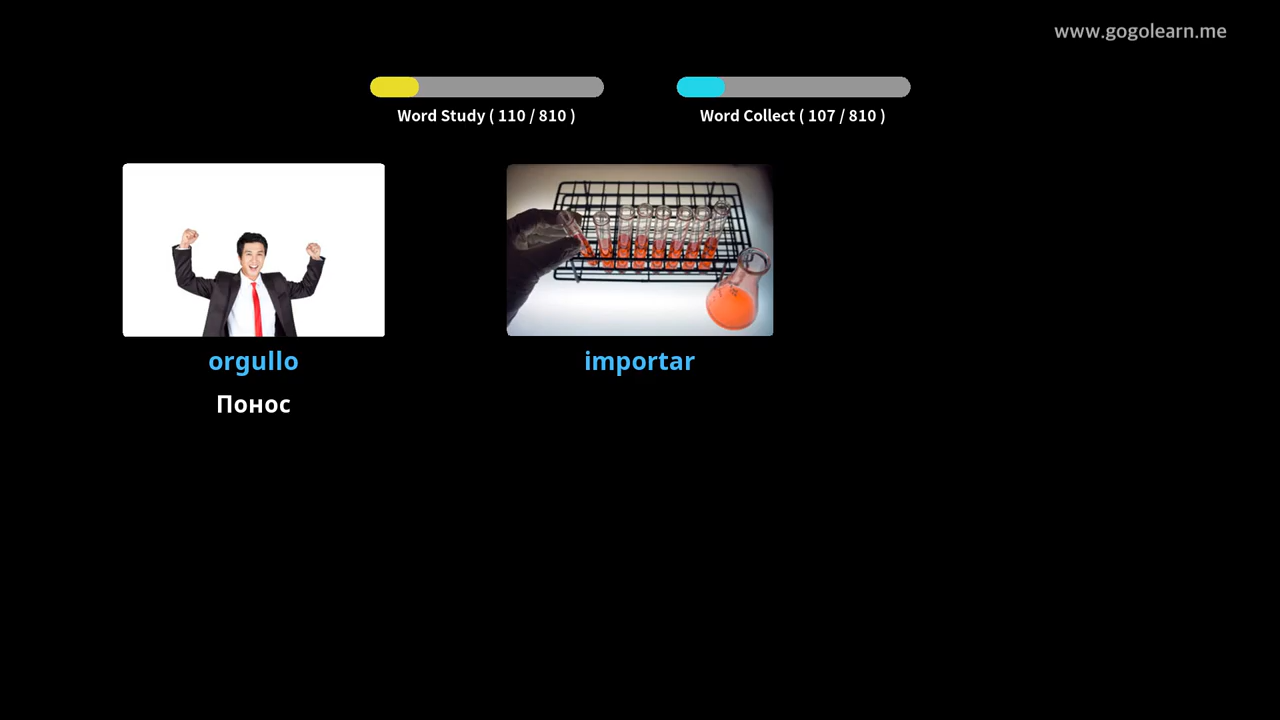 www.gogolearn.me
Word Study ( 110 / 810 )
Word Collect ( 107 / 810 )
orgullo
importar
Понос